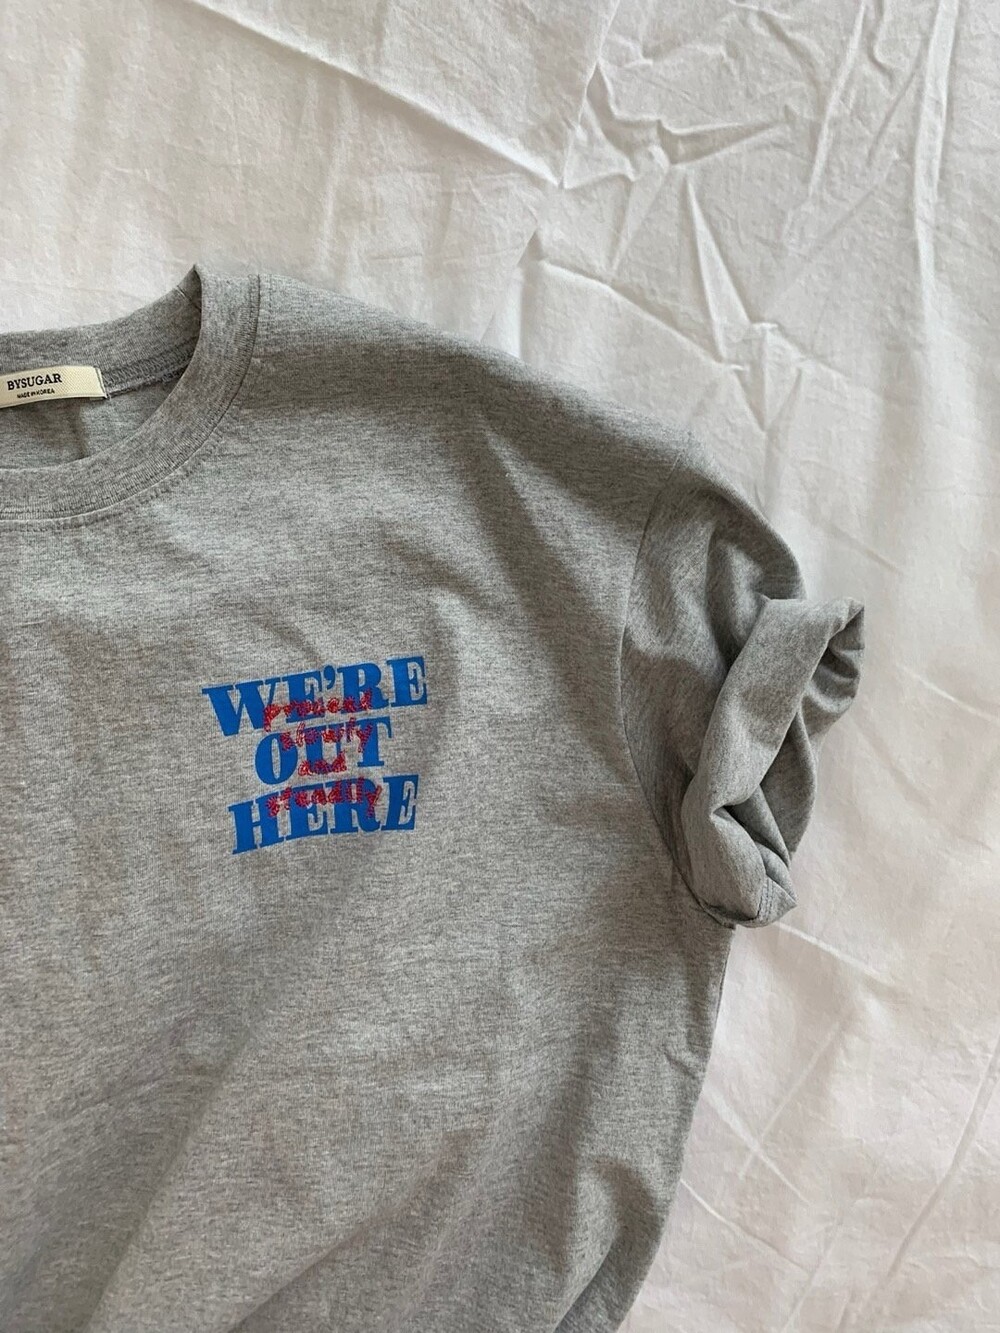 BYSUGAR
MADE IN KOREA
WE'RE
proceed
OUT
slowly
and
HERE
steadily